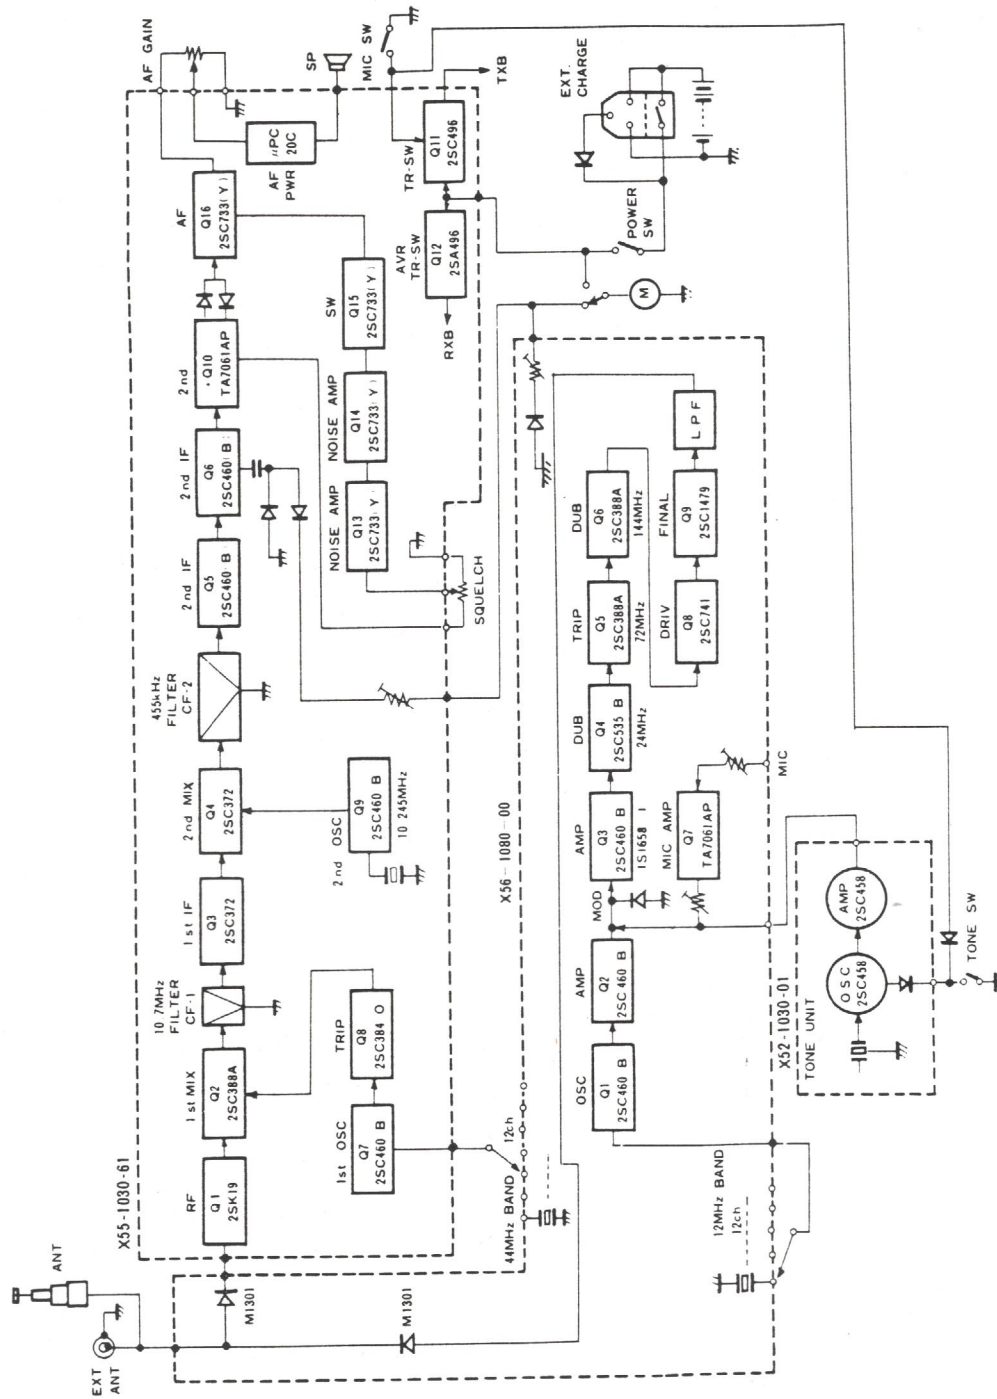 X55-1030-61
EXT
ANT
ANT
M1301
M1301
RF
Q1
2SK19
1st MIX
Q2
2SC388A
10.7MHz
FILTER
CF-1
1st IF
Q3
2SC372
2nd MIX
Q4
2SC372
455kHz
FILTER
CF-2
2nd IF
Q5
2SC460 B
2nd IF
Q6
2SC460(B)
2nd
Q10
TA7061AP
AF
Q16
2SC733(Y)
AF GAIN
μPC
20C
AF
PWR
SP
MIC SW
1st OSC
Q7
2SC460 B
TRIP
Q8
2SC384 O
2nd
OSC
Q9
2SC460 B
10 245MHz
NOISE AMP
Q13
2SC733(Y)
NOISE AMP
Q14
2SC733(Y)
SW
Q15
2SC733(Y)
SQUELCH
AVR
TR-SW
Q12
2SA496
RXB
TR-SW
Q11
2SC496
TXB
EXT.
CHARGE
POWER
SW
M
44MHz BAND
12ch
X56-1080-00
OSC
Q1
2SC460 B
AMP
Q2
2SC460 B
MOD
AMP
Q3
2SC460 B
1S1658
DUB
Q4
2SC535 B
24MHz
TRIP
Q5
2SC388A
72MHz
DUB
Q6
2SC388A
144MHz
MIC AMP
Q7
TA7061AP
MIC
DRIV
Q8
2SC741
FINAL
Q9
2SC1479
LPF
12MHz BAND
12ch
X52-1030-01
TONE UNIT
OSC
2SC458
AMP
2SC458
TONE SW